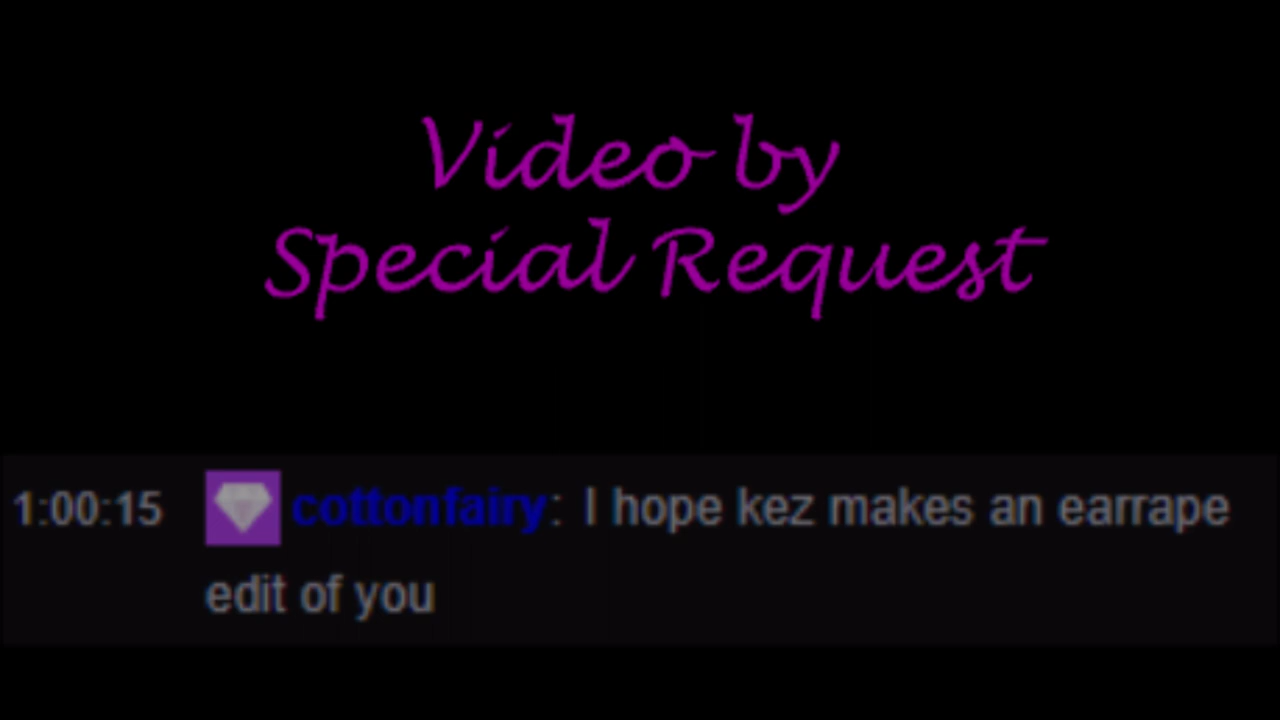 Video by
Special Request
1:00:15 cottonfairy: I hope kez makes an earrape
edit of you